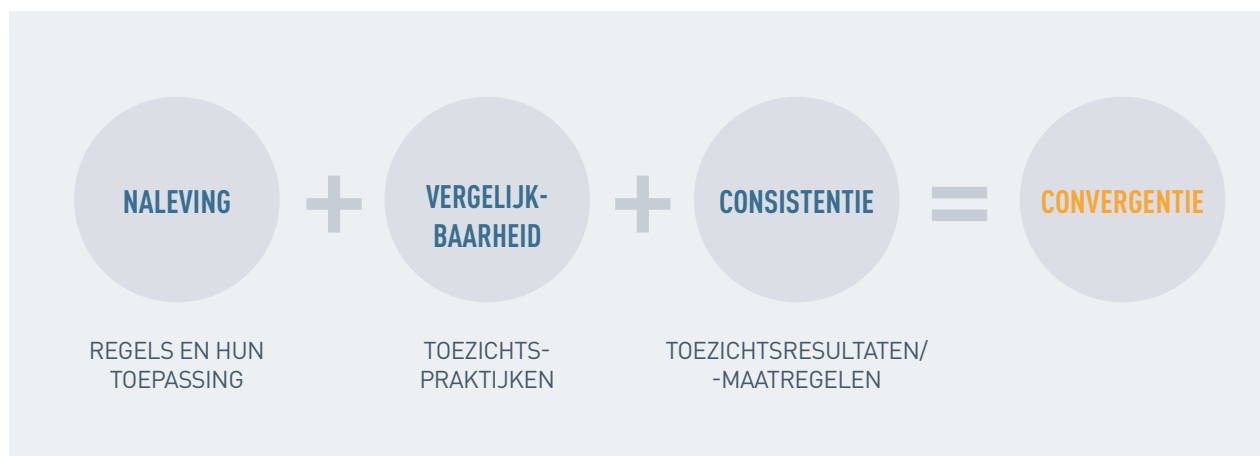 NALEVING
+
VERGELIJK-
BAARHEID
+
CONSISTENTIE
=
CONVERGENTIE
REGELS EN HUN
TOEPASSING
TOEZICHTS-
PRAKTIJKEN
TOEZICHTSRESULTATEN/
-MAATREGELEN